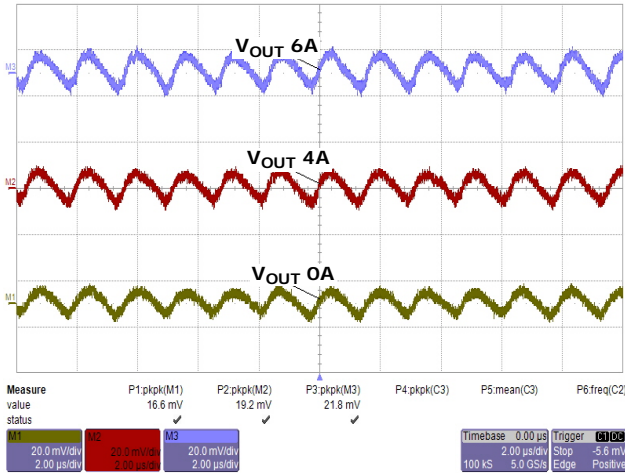 VOUT 6A
M3
VOUT 4A
M2
VOUT 0A
M1
Measure P1:pkpk(M1) P2:pkpk(M2) P3:pkpk(M3) P4:pkpk(C3) P5:mean(C3) P6:freq(C2)
value 16.6 mV 19.2 mV 21.8 mV
status ✓ ✓ ✓
M1 M2 M3 Timebase 0.00 µs Trigger C1 DC
20.0 mV/div 20.0 mV/div 20.0 mV/div 2.00 µs/div Stop -5.6 mV
2.00 µs/div 2.00 µs/div 2.00 µs/div 100 kS 5.0 GS/s Edge Positive